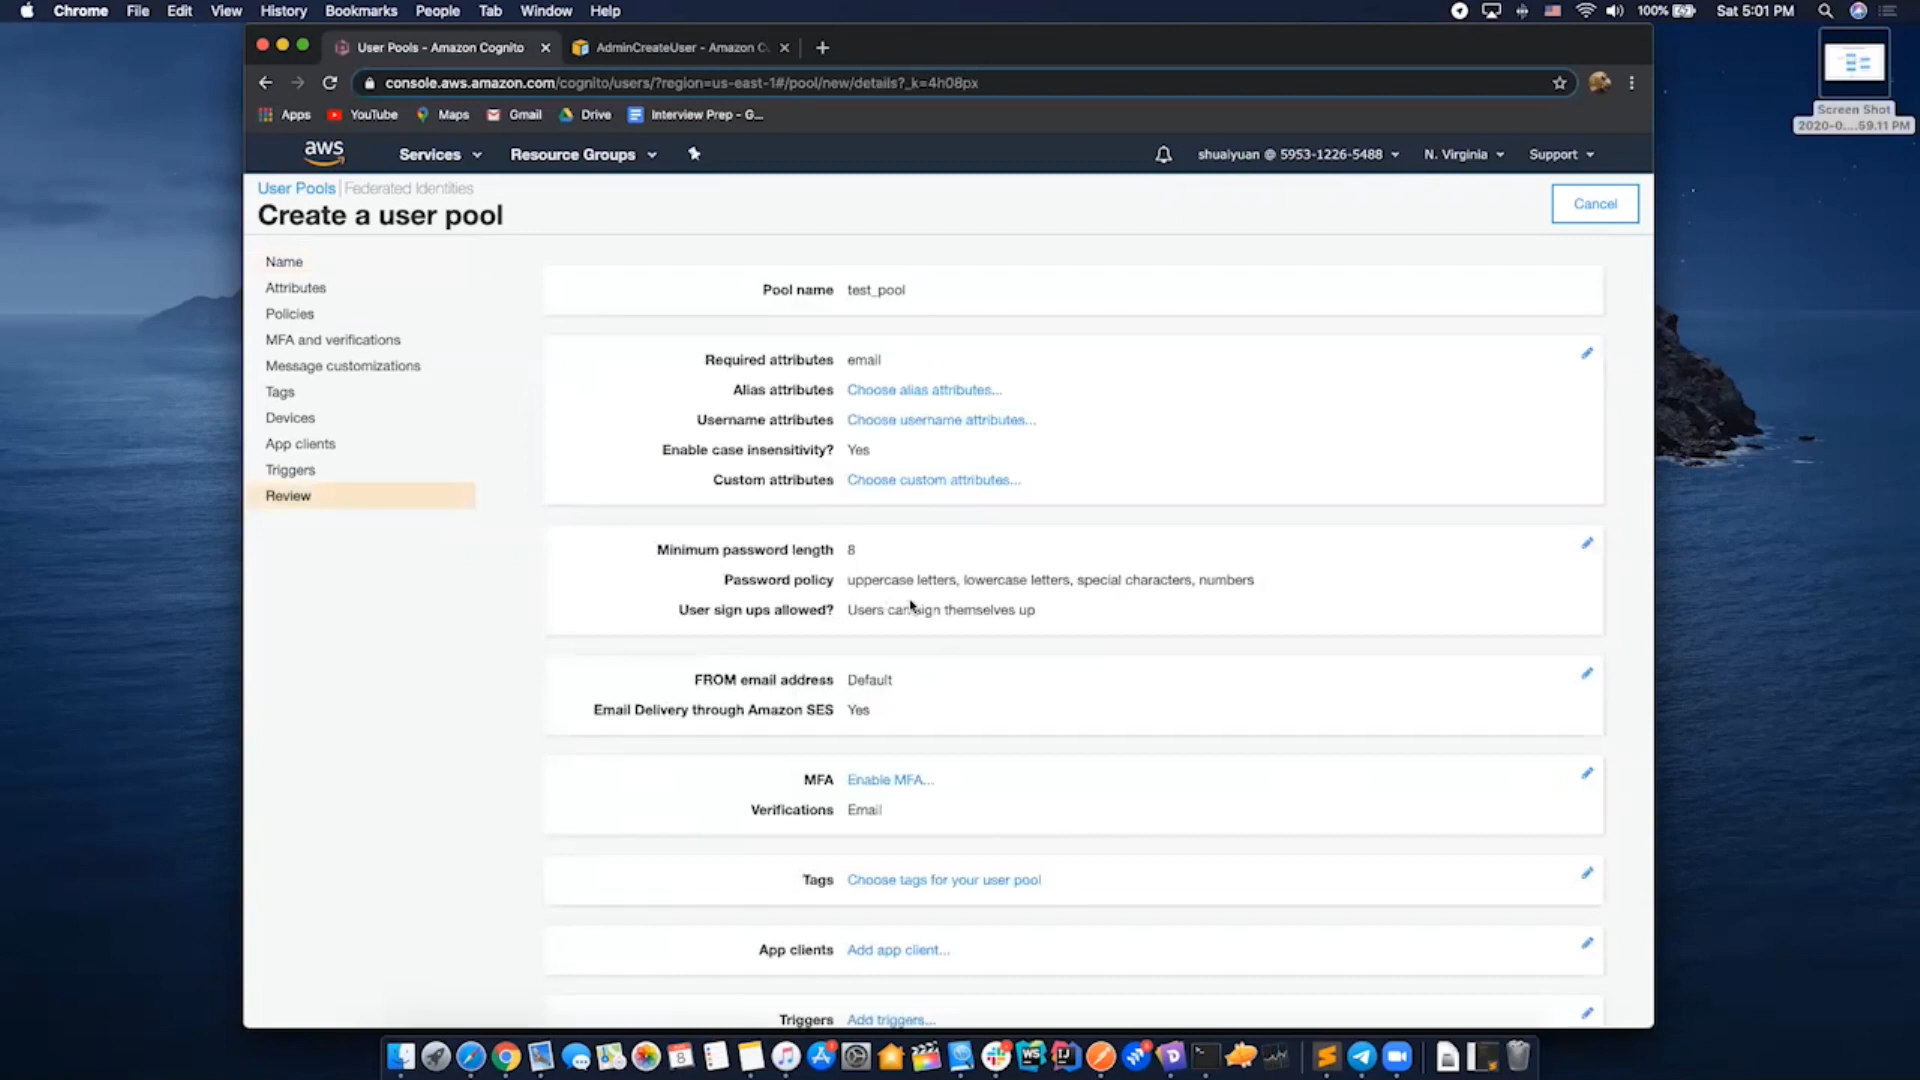 Chrome File Edit View History Bookmarks People Tab Window Help
100% Sat 5:01 PM
User Pools - Amazon Cognito
AdminCreateUser - Amazon C
console.aws.amazon.com/cognito/users/?region=us-east-1#/pool/new/details?_k=4h08px
Apps YouTube Maps Gmail Drive Interview Prep - G...
Screen Shot
2020-0....59.11 PM
aws Services Resource Groups shuaiyuan @ 5953-1226-5488 N. Virginia Support
User Pools | Federated Identities
Create a user pool
Cancel
Name
Attributes
Policies
MFA and verifications
Message customizations
Tags
Devices
App clients
Triggers
Review
Pool name test_pool
Required attributes email
Alias attributes Choose alias attributes...
Username attributes Choose username attributes...
Enable case insensitivity? Yes
Custom attributes Choose custom attributes...
Minimum password length 8
Password policy uppercase letters, lowercase letters, special characters, numbers
User sign ups allowed? Users can sign themselves up
FROM email address Default
Email Delivery through Amazon SES Yes
MFA Enable MFA...
Verifications Email
Tags Choose tags for your user pool
App clients Add app client...
Triggers Add triggers...